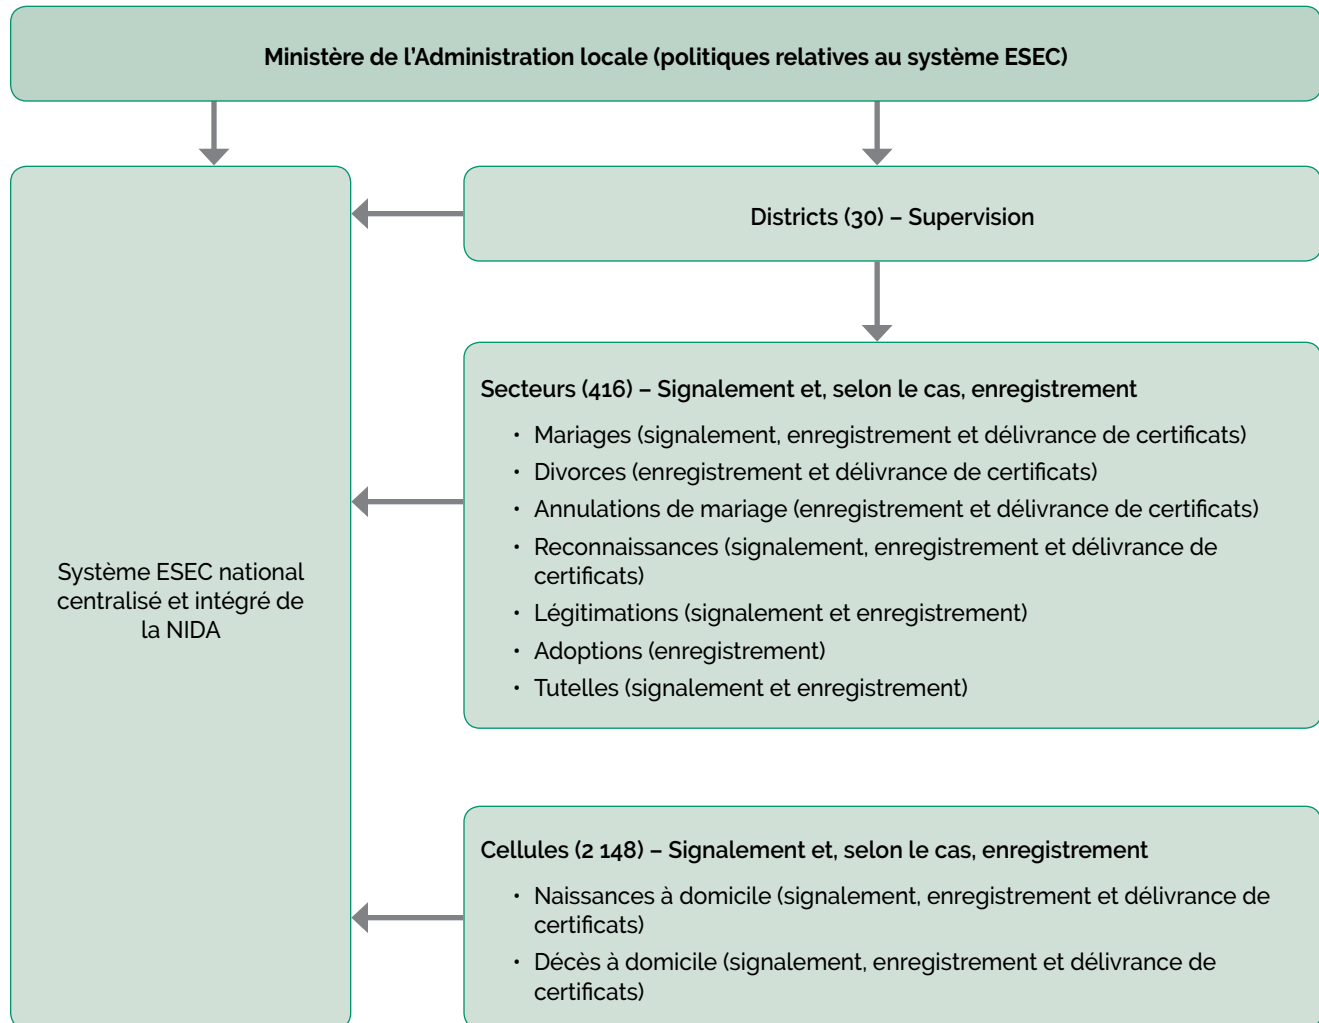 Ministère de l’Administration locale (politiques relatives au système ESEC)
Districts (30) – Supervision
Secteurs (416) – Signalement et, selon le cas, enregistrement
• Mariages (signalement, enregistrement et délivrance de certificats)
• Divorces (enregistrement et délivrance de certificats)
• Annulations de mariage (enregistrement et délivrance de certificats)
• Reconnaissances (signalement, enregistrement et délivrance de
certificats)
• Légitimations (signalement et enregistrement)
• Adoptions (enregistrement)
• Tutelles (signalement et enregistrement)
Système ESEC national
centralisé et intégré de
la NIDA
Cellules (2 148) – Signalement et, selon le cas, enregistrement
• Naissances à domicile (signalement, enregistrement et délivrance de
certificats)
• Décès à domicile (signalement, enregistrement et délivrance de
certificats)